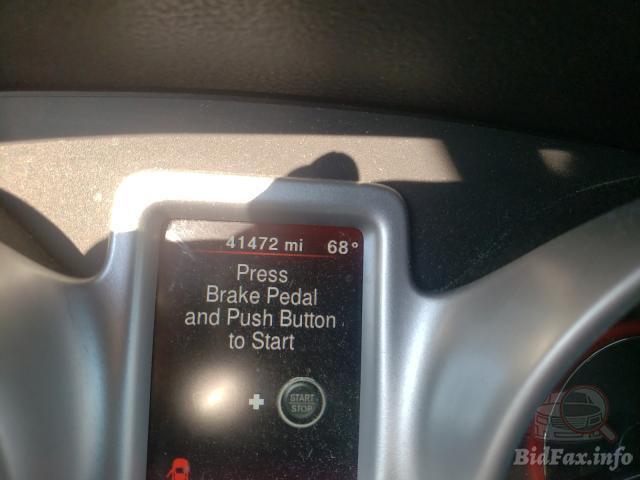 41472 mi 68°
Press
Brake Pedal
and Push Button
to Start
START
STOP
BidFax.info